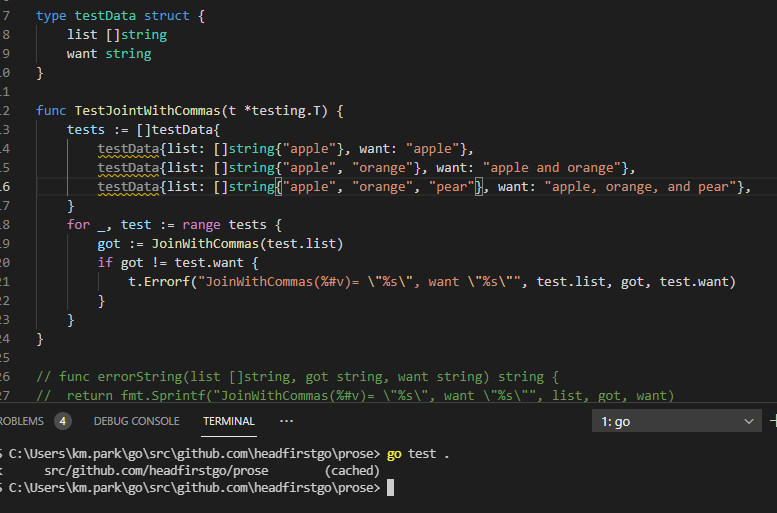 7 type testData struct {
8 list []string
9 want string
10 }
11
12 func TestJointWithCommas(t *testing.T) {
13 tests := []testData{
14 testData{list: []string{"apple"}, want: "apple"},
15 testData{list: []string{"apple", "orange"}, want: "apple and orange"},
16 testData{list: []string{"apple", "orange", "pear"}, want: "apple, orange, and pear"},
17 }
18 for _, test := range tests {
19 got := JoinWithCommas(test.list)
20 if got != test.want {
21 t.Errorf("JoinWithCommas(%#v)= \"%s\", want \"%s\"", test.list, got, test.want)
22 }
23 }
24 }
25
26 // func errorString(list []string, got string, want string) string {
27 // return fmt.Sprintf("JoinWithCommas(%#v)= \"%s\", want \"%s\"", list, got, want)
ROBLEMS 4 DEBUG CONSOLE TERMINAL ··· 1: go
S C:\Users\km.park\go\src\github.com\headfirstgo\prose> go test .
k src/github.com/headfirstgo/prose (cached)
S C:\Users\km.park\go\src\github.com\headfirstgo\prose>